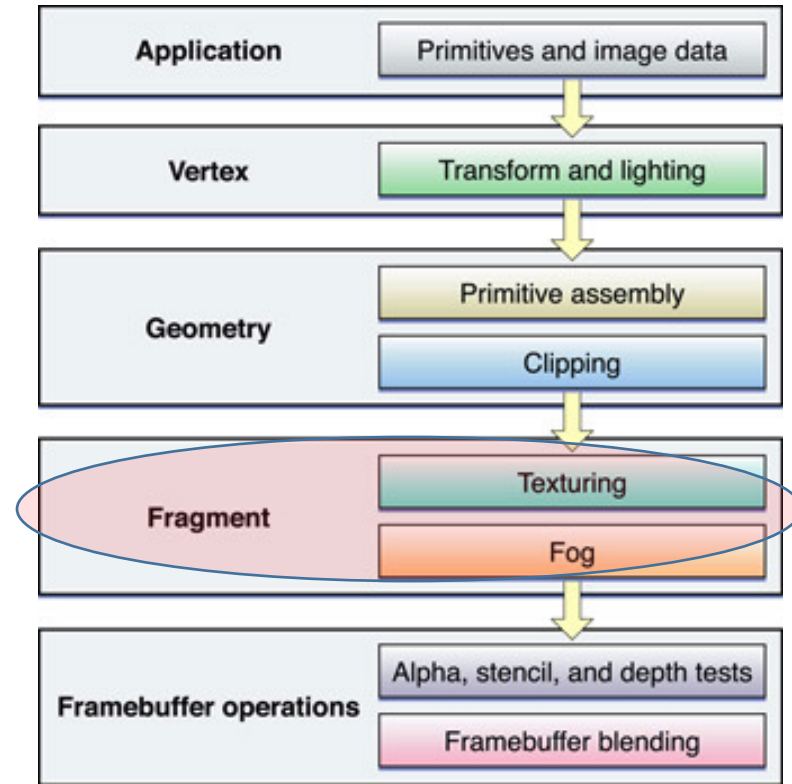 Application
Primitives and image data
Vertex
Transform and lighting
Geometry
Primitive assembly
Clipping
Fragment
Texturing
Fog
Framebuffer operations
Alpha, stencil, and depth tests
Framebuffer blending